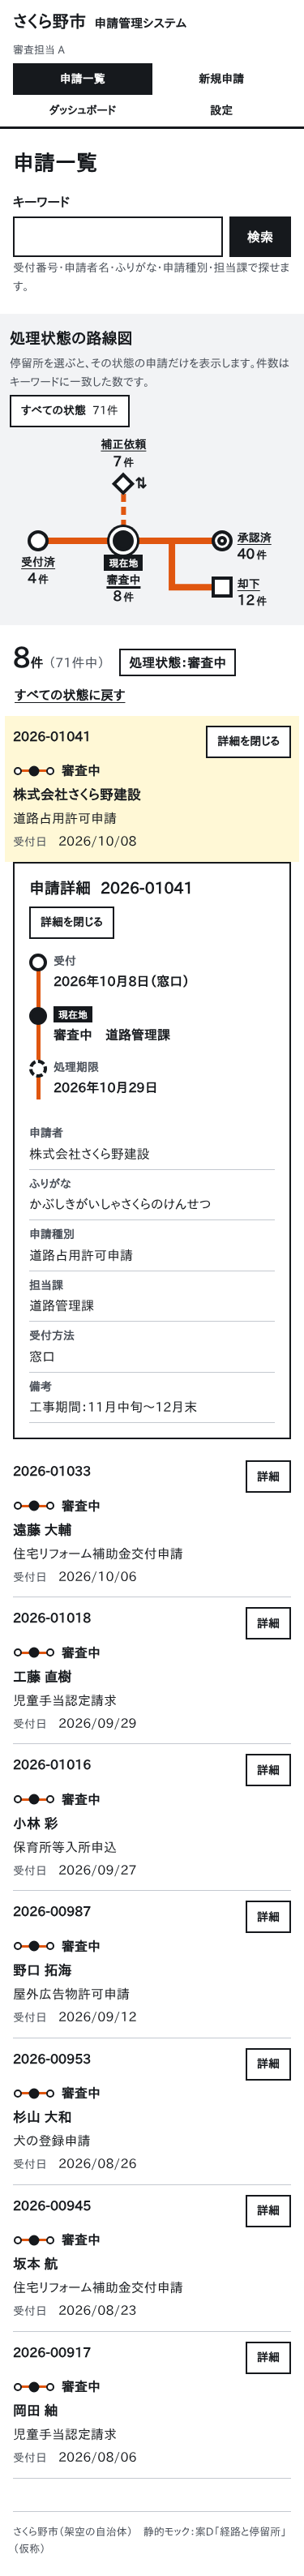 さくら野市 申請管理システム
審査担当 A
申請一覧 新規申請
ダッシュボード 設定
申請一覧
キーワード
検索
受付番号・申請者名・ふりがな・申請種別・担当課で探せま
す。
処理状態の路線図
停留所を選ぶと、その状態の申請だけを表示します。件数は
キーワードに一致した数です。
すべての状態 71件
補正依頼
7件
⇅
受付済
4件
現在地
審査中
8件
承認済
40件
却下
12件
8件 (71件中) 処理状態:審査中
すべての状態に戻す
2026-01041 詳細を閉じる
審査中
株式会社さくら野建設
道路占用許可申請
受付日 2026/10/08
申請詳細 2026-01041
詳細を閉じる
受付
2026年10月8日(窓口)
現在地
審査中 道路管理課
処理期限
2026年10月29日
申請者
株式会社さくら野建設
ふりがな
かぶしきがいしゃさくらのけんせつ
申請種別
道路占用許可申請
担当課
道路管理課
受付方法
窓口
備考
工事期間:11月中旬〜12月末
2026-01033 詳細
審査中
遠藤 大輔
住宅リフォーム補助金交付申請
受付日 2026/10/06
2026-01018 詳細
審査中
工藤 直樹
児童手当認定請求
受付日 2026/09/29
2026-01016 詳細
審査中
小林 彩
保育所等入所申込
受付日 2026/09/27
2026-00987 詳細
審査中
野口 拓海
屋外広告物許可申請
受付日 2026/09/12
2026-00953 詳細
審査中
杉山 大和
犬の登録申請
受付日 2026/08/26
2026-00945 詳細
審査中
坂本 航
住宅リフォーム補助金交付申請
受付日 2026/08/23
2026-00917 詳細
審査中
岡田 紬
児童手当認定請求
受付日 2026/08/06
さくら野市(架空の自治体) 静的モック:案D「経路と停留所」
(仮称)